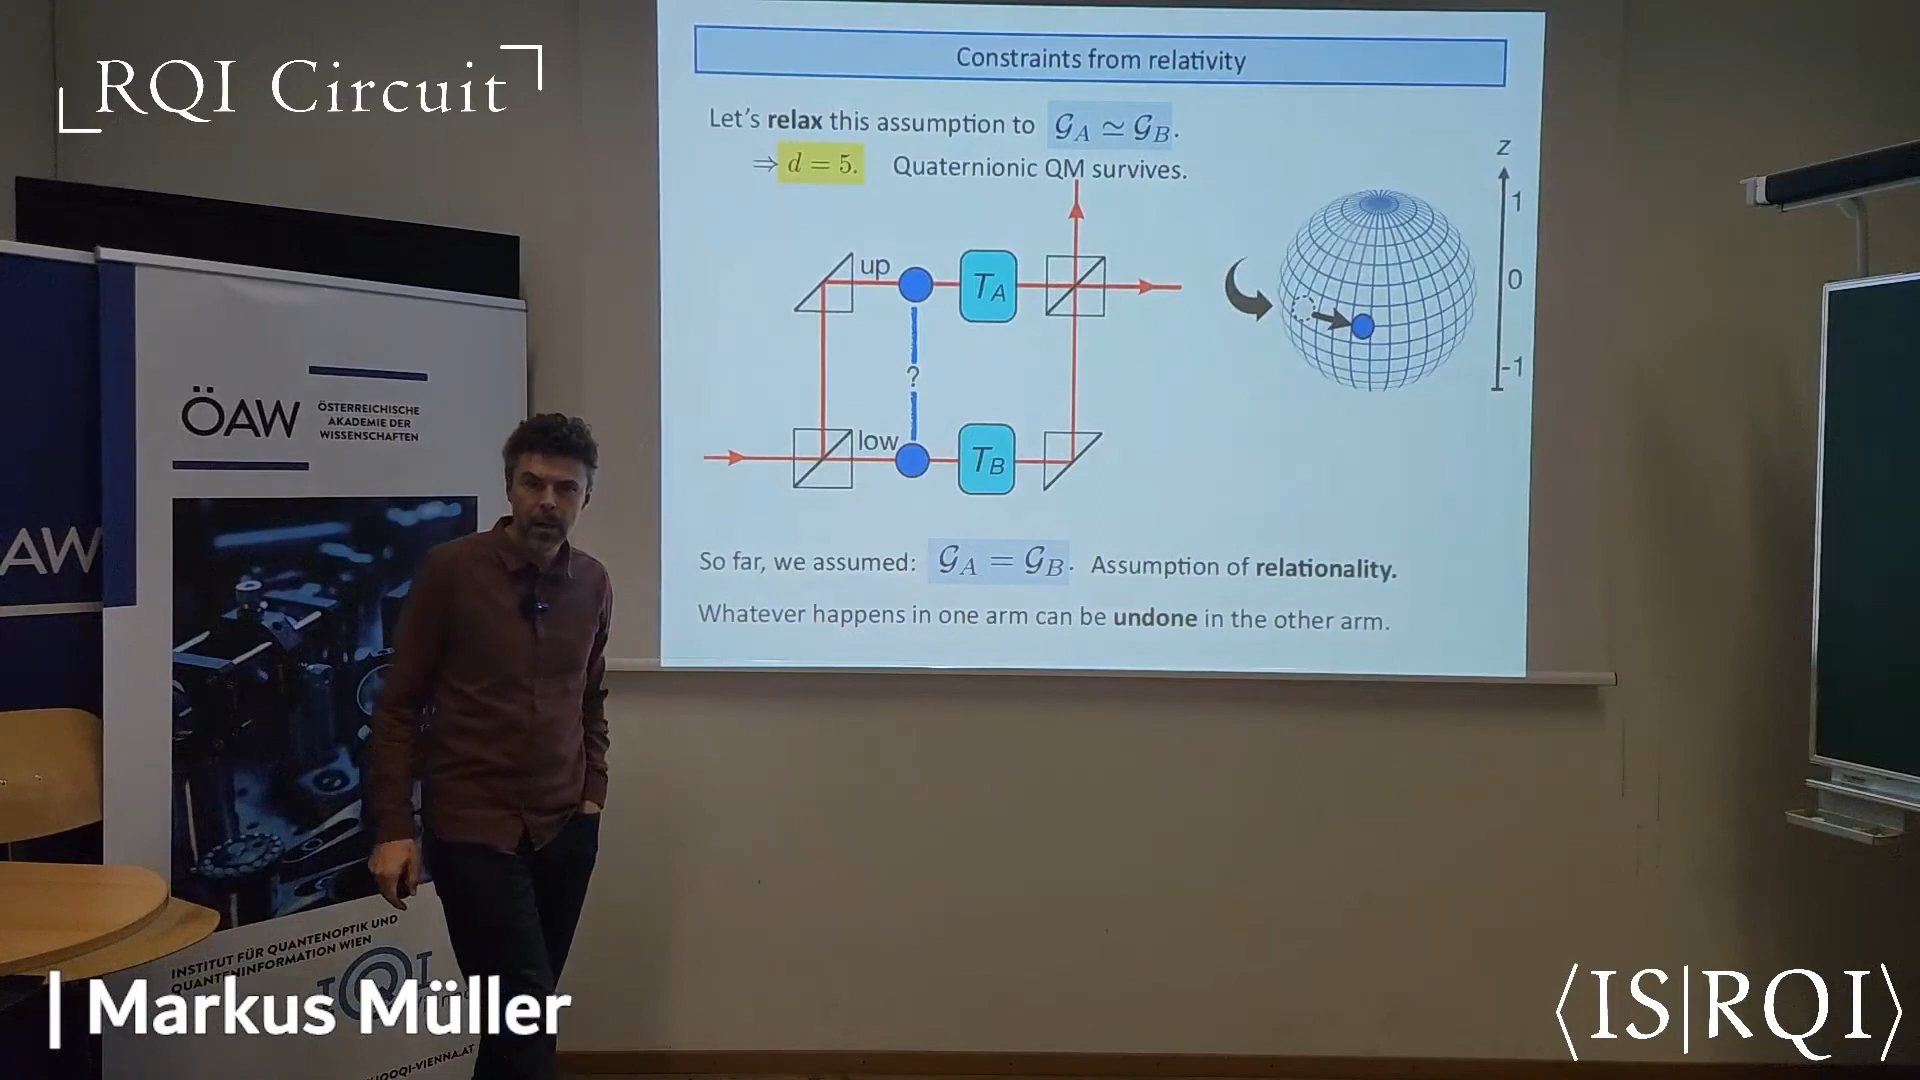 RQI Circuit
Constraints from relativity
Let's relax this assumption to 𝒢_A ≃ 𝒢_B.
⇒ d = 5. Quaternionic QM survives.
z
1
0
-1
up
T_A
?
low
T_B
So far, we assumed: 𝒢_A = 𝒢_B. Assumption of relationality.
Whatever happens in one arm can be undone in the other arm.
ÖAW
ÖSTERREICHISCHE
AKADEMIE DER
WISSENSCHAFTEN
AW
INSTITUT FÜR QUANTENOPTIK UND
QUANTENINFORMATION WIEN
| Markus Müller
⟨IS|RQI⟩